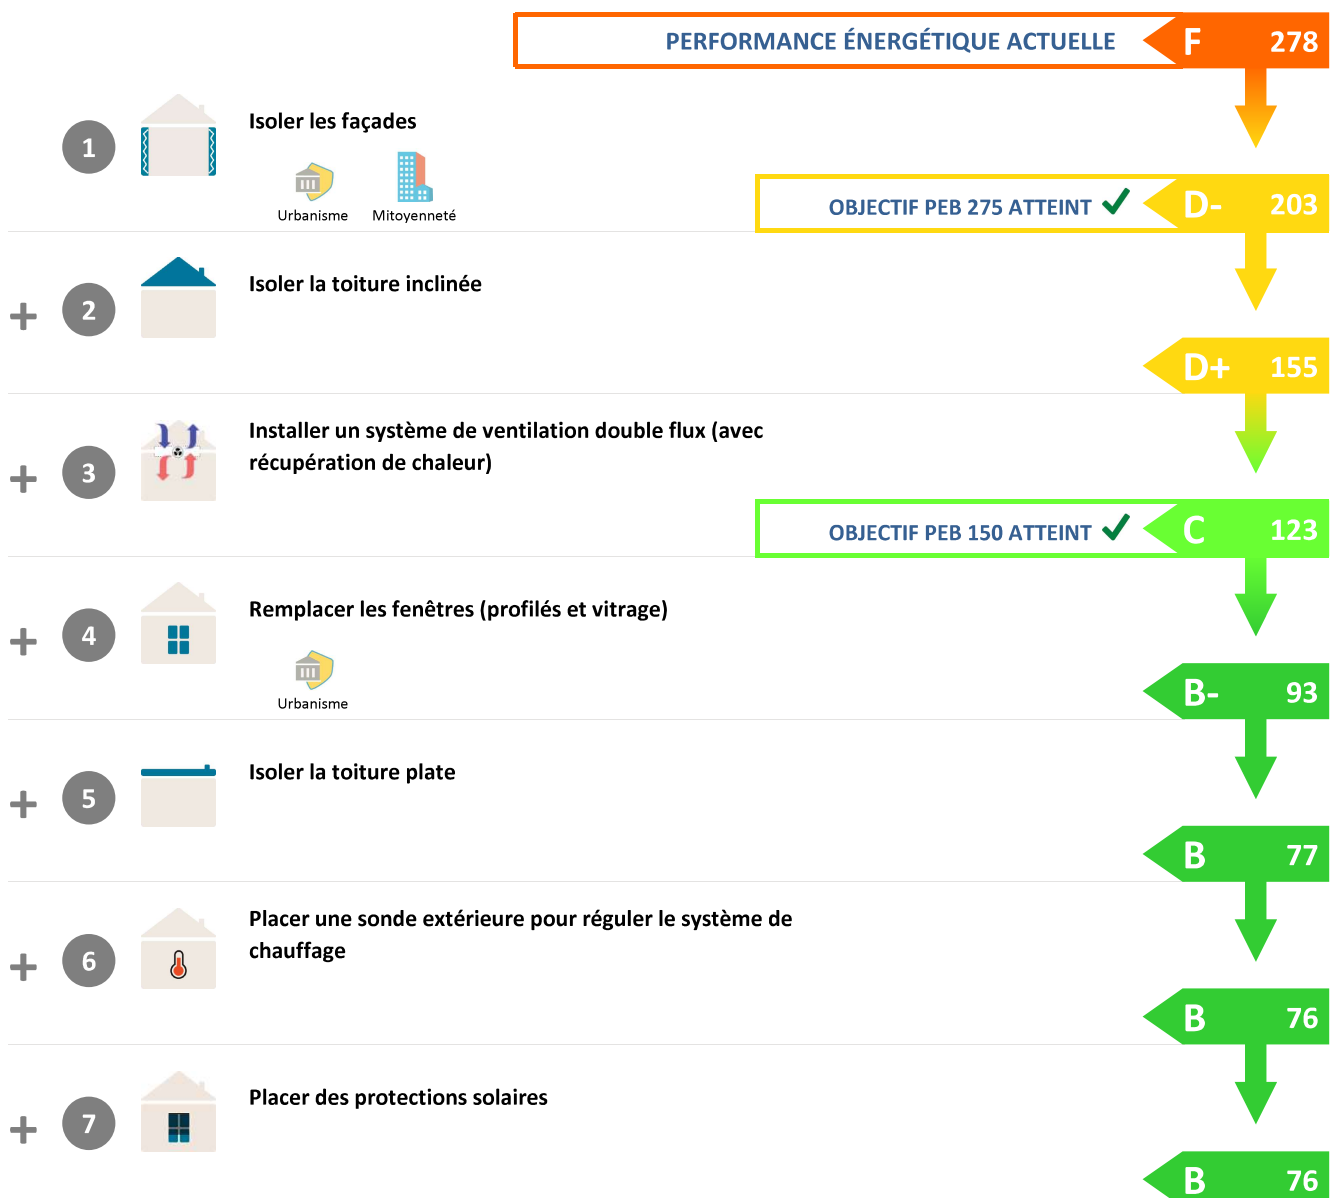 PERFORMANCE ÉNERGÉTIQUE ACTUELLE F 278
1 Isoler les façades
Urbanisme Mitoyenneté
OBJECTIF PEB 275 ATTEINT D- 203
+ 2 Isoler la toiture inclinée
D+ 155
+ 3 Installer un système de ventilation double flux (avec
récupération de chaleur)
OBJECTIF PEB 150 ATTEINT C 123
+ 4 Remplacer les fenêtres (profilés et vitrage)
Urbanisme
B- 93
+ 5 Isoler la toiture plate
B 77
+ 6 Placer une sonde extérieure pour réguler le système de
chauffage
B 76
+ 7 Placer des protections solaires
B 76